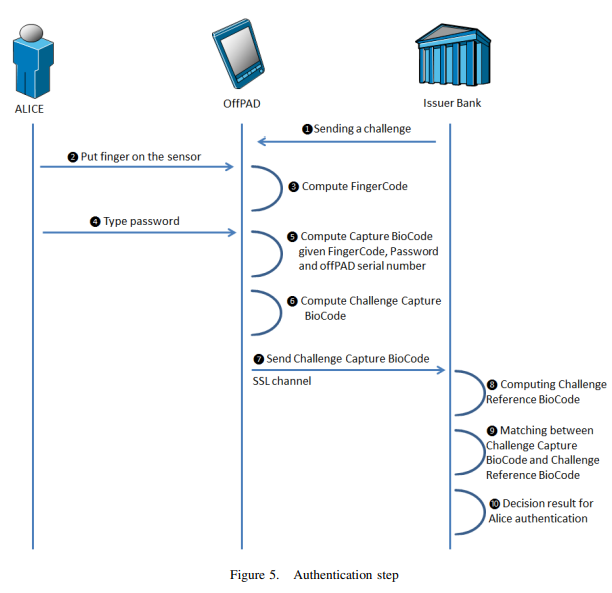 ALICE
OffPAD
Issuer Bank
❶Sending a challenge
❷ Put finger on the sensor
❸ Compute FingerCode
❹ Type password
❺ Compute Capture BioCode
given FingerCode, Password
and offPAD serial number
❻ Compute Challenge Capture
BioCode
❼ Send Challenge Capture BioCode
SSL channel
❽ Computing Challenge
Reference BioCode
❾ Matching between
Challenge Capture
BioCode and Challenge
Reference BioCode
❿ Decision result for
Alice authentication
Figure 5. Authentication step